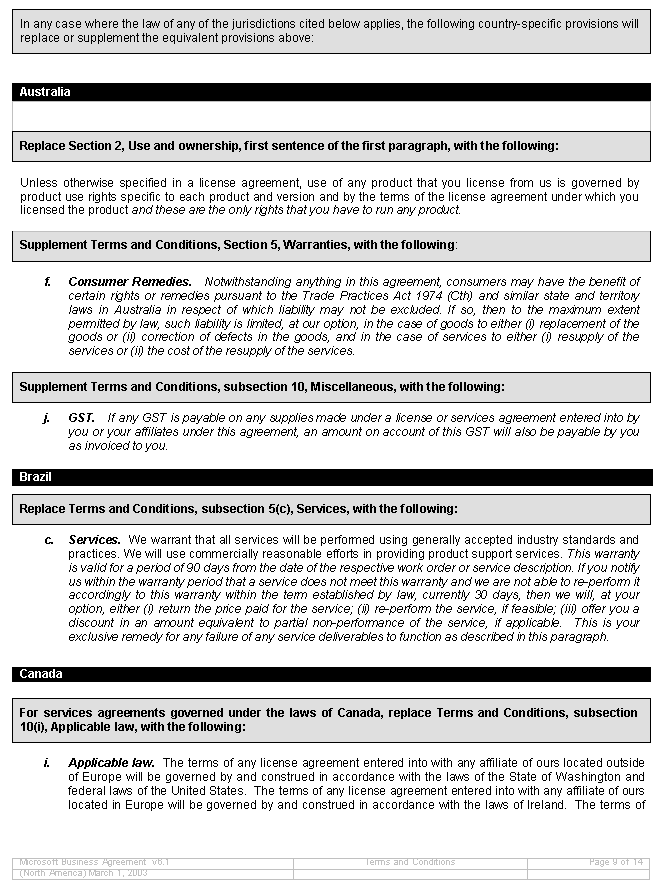 In any case where the law of any of the jurisdictions cited below applies, the following country-specific provisions will
replace or supplement the equivalent provisions above:
Australia
Replace Section 2, Use and ownership, first sentence of the first paragraph, with the following:
Unless otherwise specified in a license agreement, use of any product that you license from us is governed by
product use rights specific to each product and version and by the terms of the license agreement under which you
licensed the product and these are the only rights that you have to run any product.
Supplement Terms and Conditions, Section 5, Warranties, with the following:
f. Consumer Remedies. Notwithstanding anything in this agreement, consumers may have the benefit of
certain rights or remedies pursuant to the Trade Practices Act 1974 (Cth) and similar state and territory
laws in Australia in respect of which liability may not be excluded. If so, then to the maximum extent
permitted by law, such liability is limited, at our option, in the case of goods to either (i) replacement of the
goods or (ii) correction of defects in the goods, and in the case of services to either (i) resupply of the
services or (ii) the cost of the resupply of the services.
Supplement Terms and Conditions, subsection 10, Miscellaneous, with the following:
j. GST. If any GST is payable on any supplies made under a license or services agreement entered into by
you or your affiliates under this agreement, an amount on account of this GST will also be payable by you
as invoiced to you.
Brazil
Replace Terms and Conditions, subsection 5(c), Services, with the following:
c. Services. We warrant that all services will be performed using generally accepted industry standards and
practices. We will use commercially reasonable efforts in providing product support services. This warranty
is valid for a period of 90 days from the date of the respective work order or service description. If you notify
us within the warranty period that a service does not meet this warranty and we are not able to re-perform it
accordingly to this warranty within the term established by law, currently 30 days, then we will, at your
option, either (i) return the price paid for the service; (ii) re-perform the service, if feasible; (iii) offer you a
discount in an amount equivalent to partial non-performance of the service, if applicable. This is your
exclusive remedy for any failure of any service deliverables to function as described in this paragraph.
Canada
For services agreements governed under the laws of Canada, replace Terms and Conditions, subsection
10(i), Applicable law, with the following:
i. Applicable law. The terms of any license agreement entered into with any affiliate of ours located outside
of Europe will be governed by and construed in accordance with the laws of the State of Washington and
federal laws of the United States. The terms of any license agreement entered into with any affiliate of ours
located in Europe will be governed by and construed in accordance with the laws of Ireland. The terms of
Microsoft Business Agreement V6.1 Terms and Conditions Page 9 of 14
(North America) March 1, 2003